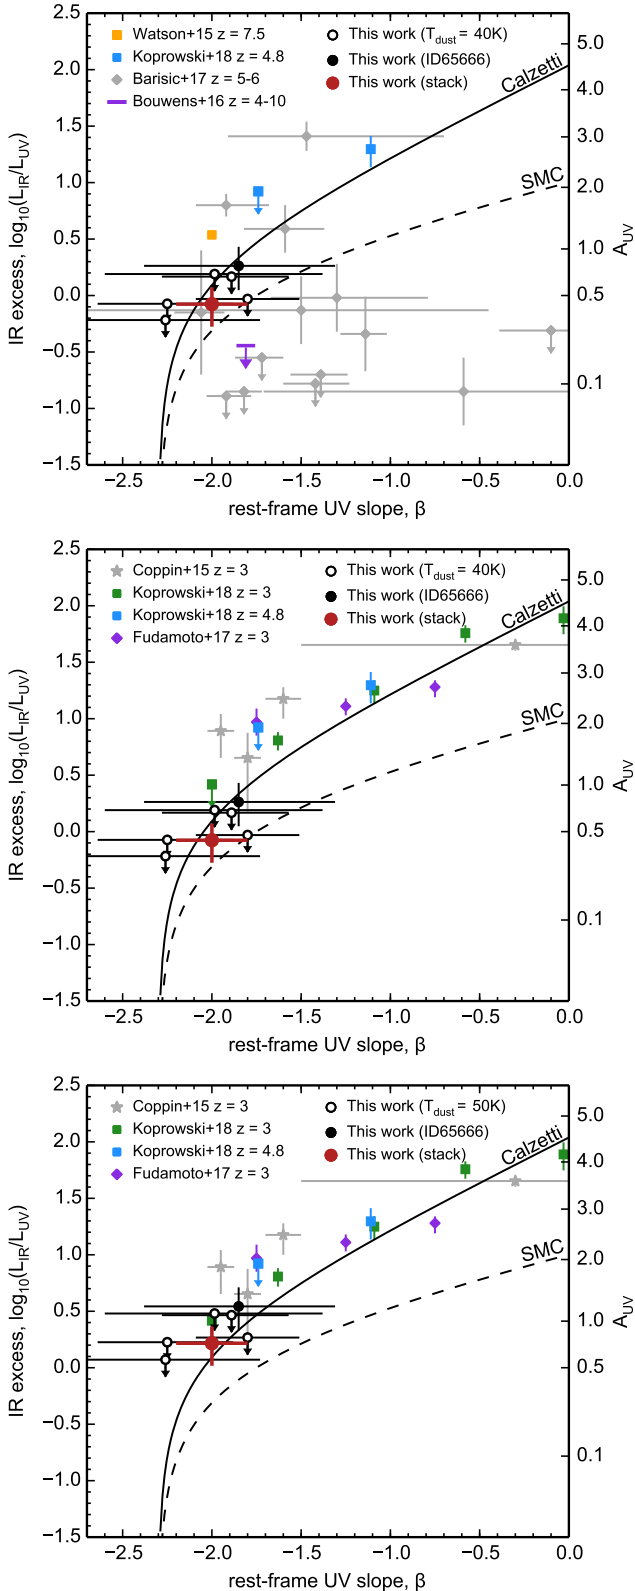 Watson+15 z = 7.5
Koprowski+18 z = 4.8
Barisic+17 z = 5-6
Bouwens+16 z = 4-10
This work (T_dust = 40K)
This work (ID65666)
This work (stack)
Calzetti
SMC
2.5
2.0
1.5
1.0
0.5
0.0
−0.5
−1.0
−1.5
IR excess, log₁₀(L_IR/L_UV)
5.0
4.0
3.0
2.0
1.0
0.5
0.1
A_UV
−2.5 −2.0 −1.5 −1.0 −0.5 0.0
rest-frame UV slope, β
Coppin+15 z = 3
Koprowski+18 z = 3
Koprowski+18 z = 4.8
Fudamoto+17 z = 3
This work (T_dust = 40K)
This work (ID65666)
This work (stack)
Calzetti
SMC
2.5
2.0
1.5
1.0
0.5
0.0
−0.5
−1.0
−1.5
IR excess, log₁₀(L_IR/L_UV)
5.0
4.0
3.0
2.0
1.0
0.5
0.1
A_UV
−2.5 −2.0 −1.5 −1.0 −0.5 0.0
rest-frame UV slope, β
Coppin+15 z = 3
Koprowski+18 z = 3
Koprowski+18 z = 4.8
Fudamoto+17 z = 3
This work (T_dust = 50K)
This work (ID65666)
This work (stack)
Calzetti
SMC
2.5
2.0
1.5
1.0
0.5
0.0
−0.5
−1.0
−1.5
IR excess, log₁₀(L_IR/L_UV)
5.0
4.0
3.0
2.0
1.0
0.5
0.1
A_UV
−2.5 −2.0 −1.5 −1.0 −0.5 0.0
rest-frame UV slope, β